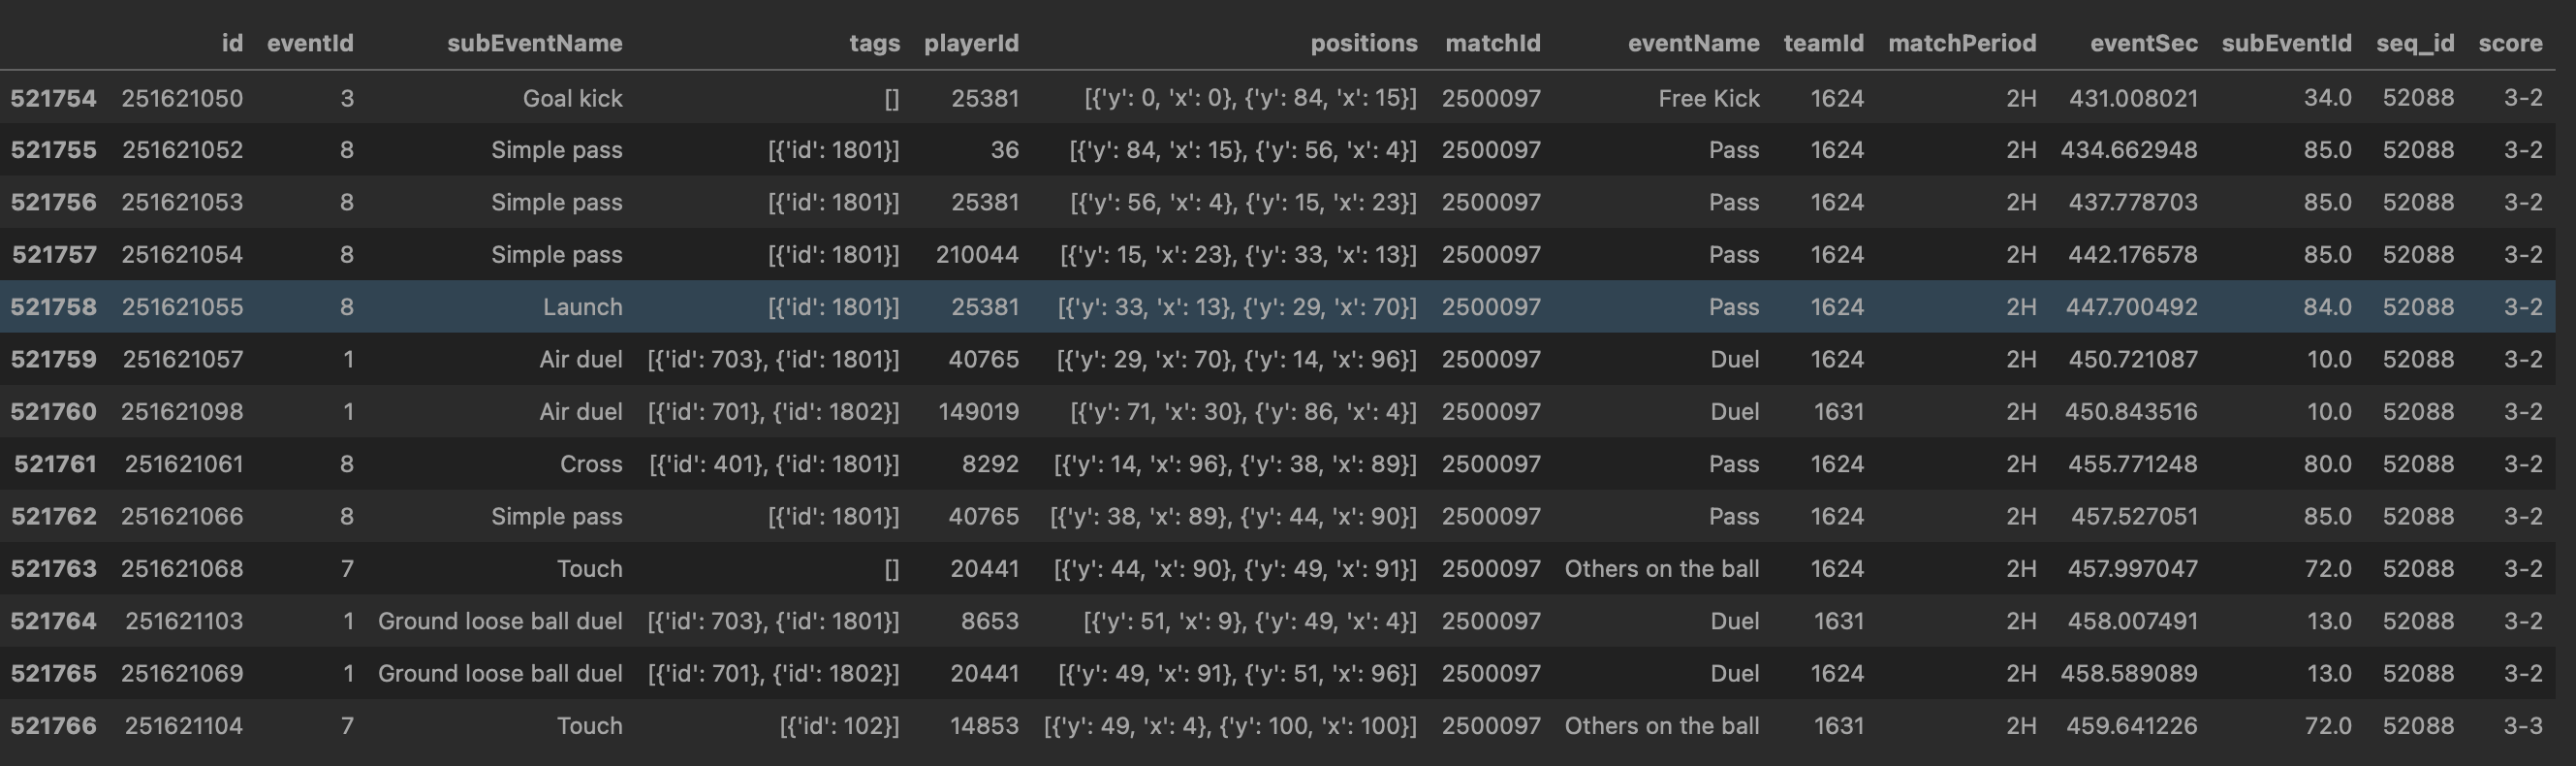 id eventId subEventName tags playerId positions matchId eventName teamId matchPeriod eventSec subEventId seq_id score
521754 251621050 3 Goal kick [] 25381 [{'y': 0, 'x': 0}, {'y': 84, 'x': 15}] 2500097 Free Kick 1624 2H 431.008021 34.0 52088 3-2
521755 251621052 8 Simple pass [{'id': 1801}] 36 [{'y': 84, 'x': 15}, {'y': 56, 'x': 4}] 2500097 Pass 1624 2H 434.662948 85.0 52088 3-2
521756 251621053 8 Simple pass [{'id': 1801}] 25381 [{'y': 56, 'x': 4}, {'y': 15, 'x': 23}] 2500097 Pass 1624 2H 437.778703 85.0 52088 3-2
521757 251621054 8 Simple pass [{'id': 1801}] 210044 [{'y': 15, 'x': 23}, {'y': 33, 'x': 13}] 2500097 Pass 1624 2H 442.176578 85.0 52088 3-2
521758 251621055 8 Launch [{'id': 1801}] 25381 [{'y': 33, 'x': 13}, {'y': 29, 'x': 70}] 2500097 Pass 1624 2H 447.700492 84.0 52088 3-2
521759 251621057 1 Air duel [{'id': 703}, {'id': 1801}] 40765 [{'y': 29, 'x': 70}, {'y': 14, 'x': 96}] 2500097 Duel 1624 2H 450.721087 10.0 52088 3-2
521760 251621098 1 Air duel [{'id': 701}, {'id': 1802}] 149019 [{'y': 71, 'x': 30}, {'y': 86, 'x': 4}] 2500097 Duel 1631 2H 450.843516 10.0 52088 3-2
521761 251621061 8 Cross [{'id': 401}, {'id': 1801}] 8292 [{'y': 14, 'x': 96}, {'y': 38, 'x': 89}] 2500097 Pass 1624 2H 455.771248 80.0 52088 3-2
521762 251621066 8 Simple pass [{'id': 1801}] 40765 [{'y': 38, 'x': 89}, {'y': 44, 'x': 90}] 2500097 Pass 1624 2H 457.527051 85.0 52088 3-2
521763 251621068 7 Touch [] 20441 [{'y': 44, 'x': 90}, {'y': 49, 'x': 91}] 2500097 Others on the ball 1624 2H 457.997047 72.0 52088 3-2
521764 251621103 1 Ground loose ball duel [{'id': 703}, {'id': 1801}] 8653 [{'y': 51, 'x': 9}, {'y': 49, 'x': 4}] 2500097 Duel 1631 2H 458.007491 13.0 52088 3-2
521765 251621069 1 Ground loose ball duel [{'id': 701}, {'id': 1802}] 20441 [{'y': 49, 'x': 91}, {'y': 51, 'x': 96}] 2500097 Duel 1624 2H 458.589089 13.0 52088 3-2
521766 251621104 7 Touch [{'id': 102}] 14853 [{'y': 49, 'x': 4}, {'y': 100, 'x': 100}] 2500097 Others on the ball 1631 2H 459.641226 72.0 52088 3-3